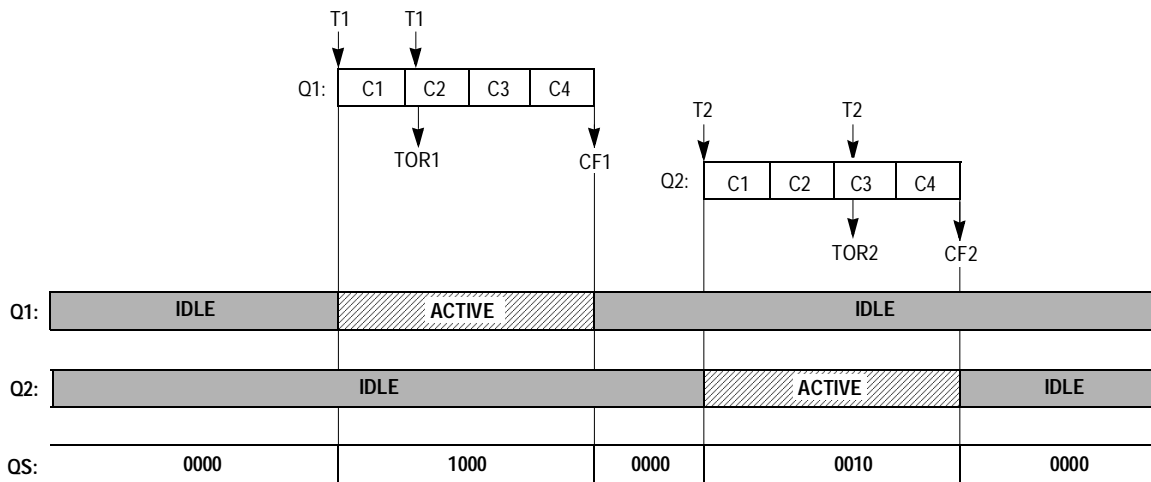 T1 T1
Q1: C1 C2 C3 C4
TOR1 CF1
T2 T2
Q2: C1 C2 C3 C4
TOR2 CF2
Q1: IDLE ACTIVE IDLE
Q2: IDLE ACTIVE IDLE
QS: 0000 1000 0000 0010 0000